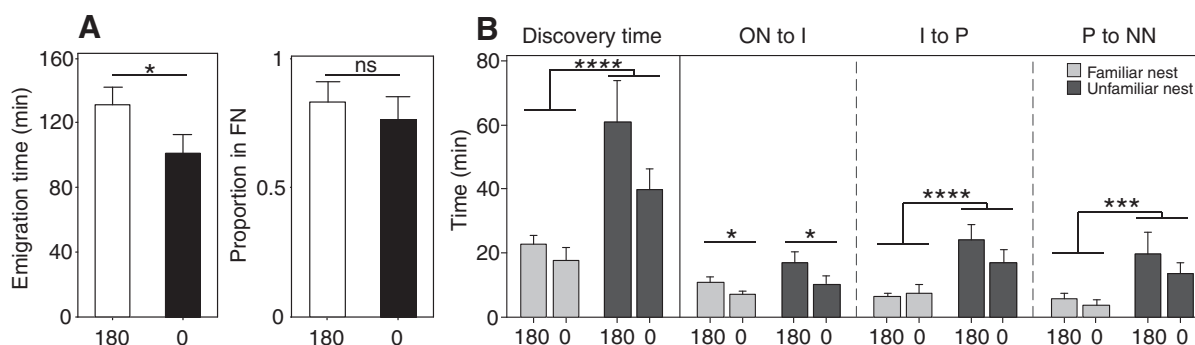 A
Emigration time (min)
160
120
80
40
0
*
180 0
Proportion in FN
1
0.5
0
ns
180 0
B
Discovery time ON to I I to P P to NN
Familiar nest
Unfamiliar nest
Time (min)
80
60
40
20
0
****
* *
****
***
180 0 180 0 180 0 180 0 180 0 180 0 180 0 180 0